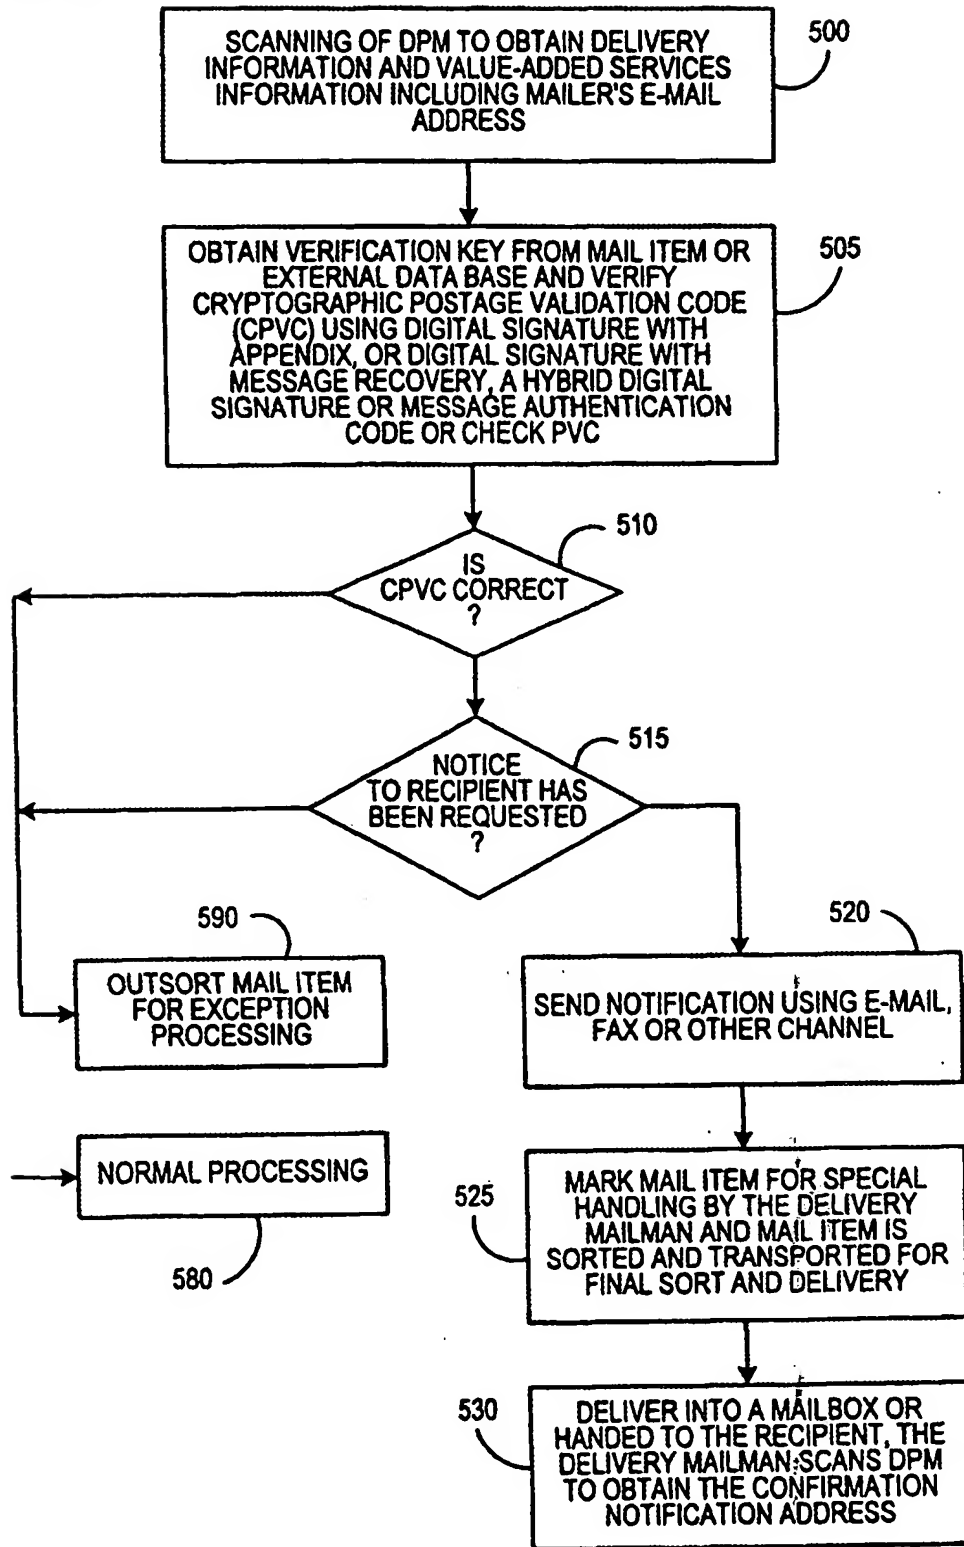 SCANNING OF DPM TO OBTAIN DELIVERY
INFORMATION AND VALUE-ADDED SERVICES
INFORMATION INCLUDING MAILER'S E-MAIL
ADDRESS
500
OBTAIN VERIFICATION KEY FROM MAIL ITEM OR
EXTERNAL DATA BASE AND VERIFY
CRYPTOGRAPHIC POSTAGE VALIDATION CODE
(CPVC) USING DIGITAL SIGNATURE WITH
APPENDIX, OR DIGITAL SIGNATURE WITH
MESSAGE RECOVERY, A HYBRID DIGITAL
SIGNATURE OR MESSAGE AUTHENTICATION
CODE OR CHECK PVC
505
IS
CPVC CORRECT
?
510
NOTICE
TO RECIPIENT HAS
BEEN REQUESTED
?
515
590
OUTSORT MAIL ITEM
FOR EXCEPTION
PROCESSING
520
SEND NOTIFICATION USING E-MAIL,
FAX OR OTHER CHANNEL
NORMAL PROCESSING
580
525
MARK MAIL ITEM FOR SPECIAL
HANDLING BY THE DELIVERY
MAILMAN AND MAIL ITEM IS
SORTED AND TRANSPORTED FOR
FINAL SORT AND DELIVERY
530
DELIVER INTO A MAILBOX OR
HANDED TO THE RECIPIENT, THE
DELIVERY MAILMAN SCANS DPM
TO OBTAIN THE CONFIRMATION
NOTIFICATION ADDRESS